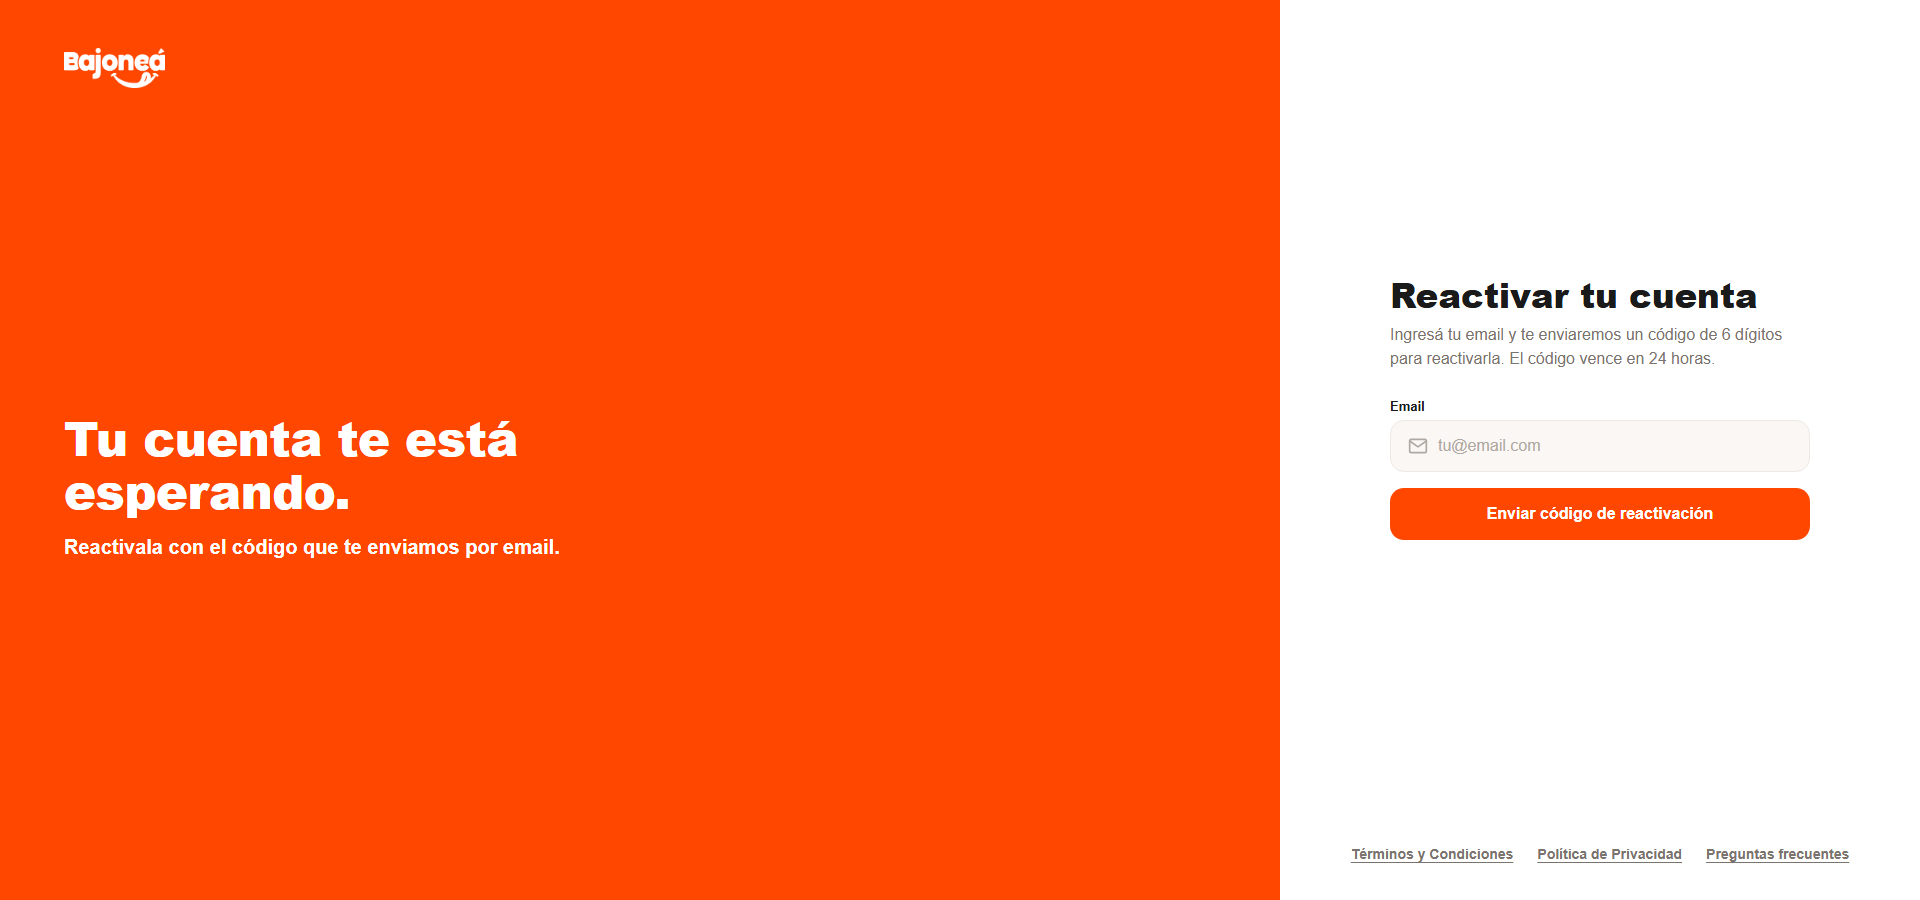 Bajoneá
Tu cuenta te está
esperando.
Reactivala con el código que te enviamos por email.
Reactivar tu cuenta
Ingresá tu email y te enviaremos un código de 6 dígitos
para reactivarla. El código vence en 24 horas.
Email
tu@email.com
Enviar código de reactivación
Términos y Condiciones Política de Privacidad Preguntas frecuentes